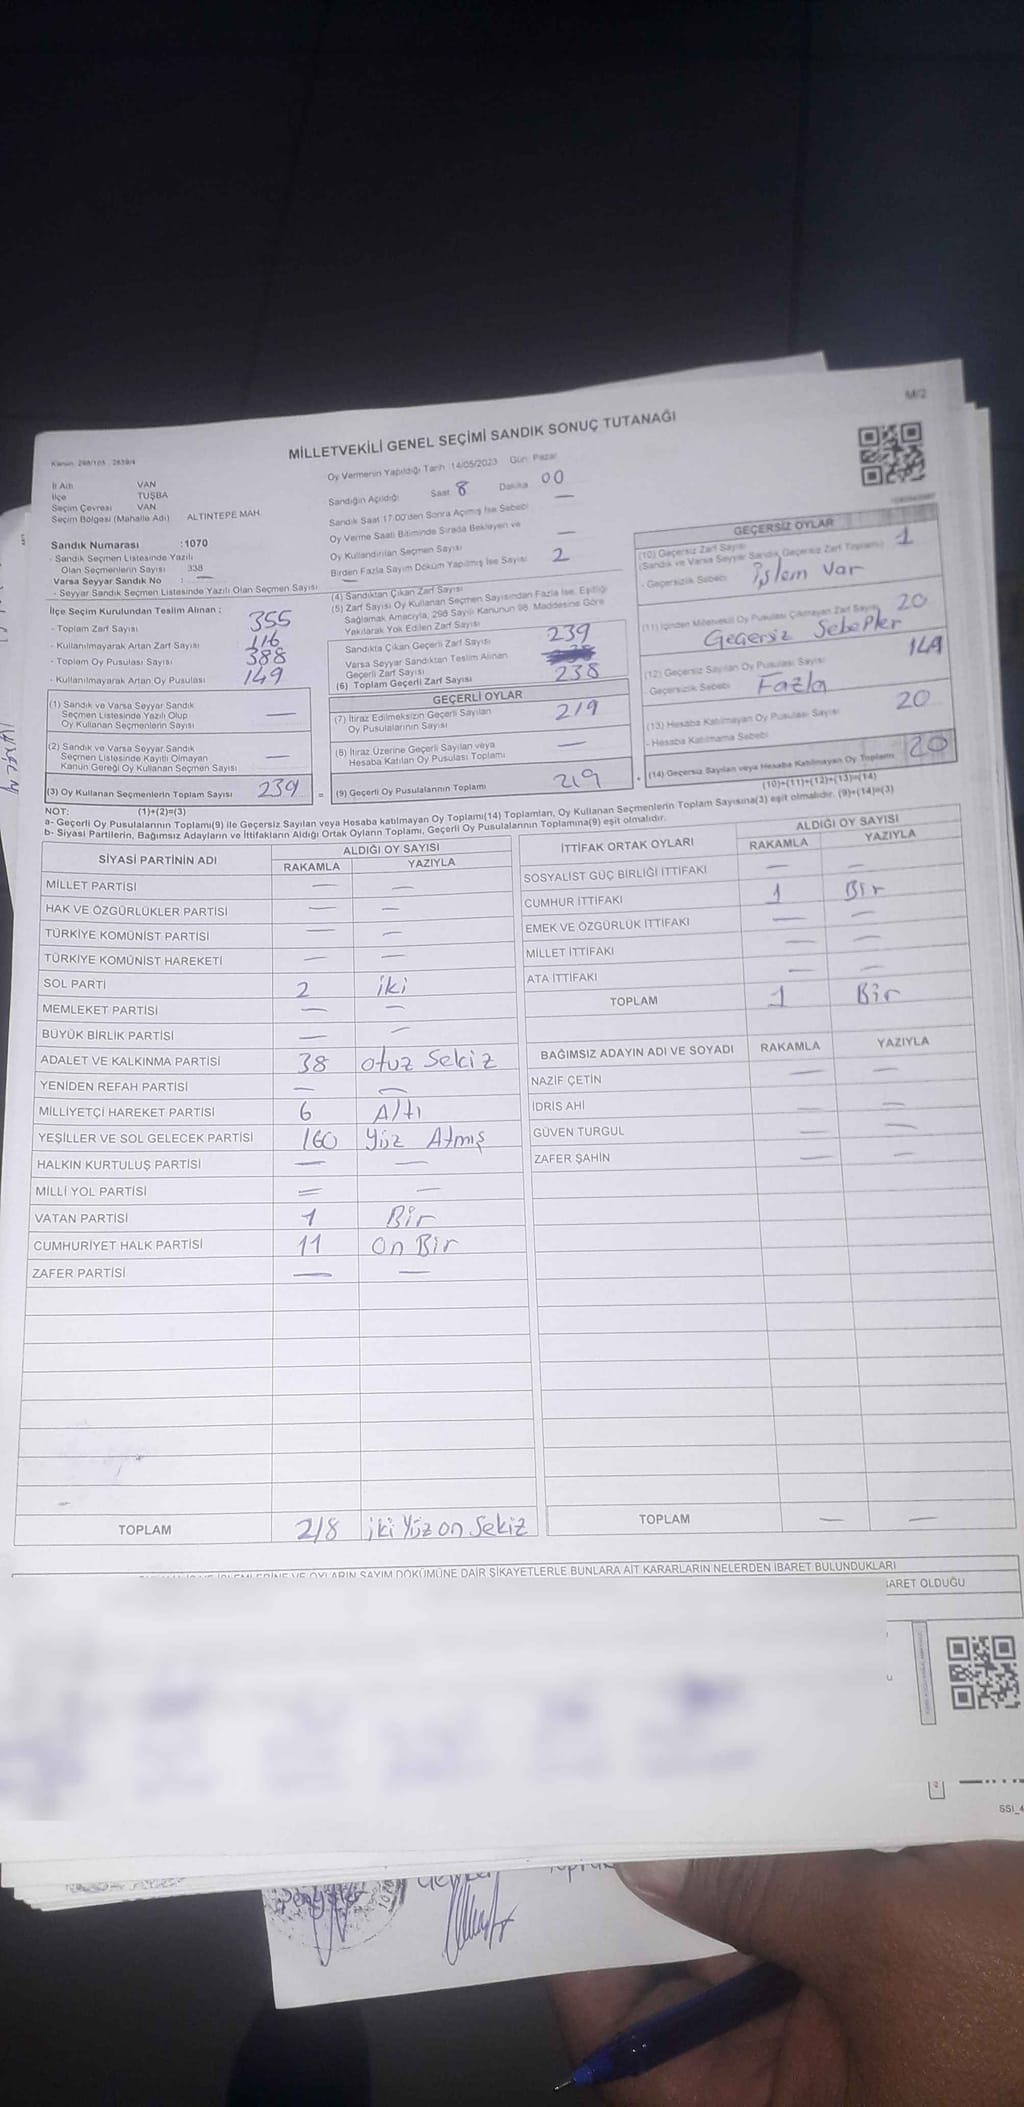 M/2
MİLLETVEKİLİ GENEL SEÇİMİ SANDIK SONUÇ TUTANAĞI
İl Adı VAN
İlçe TUŞBA
Seçim Çevresi VAN
Seçim Bölgesi (Mahalle Adı) ALTINTEPE MAH.
Sandık Numarası :1070
- Sandık Seçmen Listesinde Yazılı
Olan Seçmenlerin Sayısı : 338
Varsa Seyyar Sandık No : —
- Seyyar Sandık Seçmen Listesinde Yazılı Olan Seçmen Sayısı
İlçe Seçim Kurulundan Teslim Alınan :
- Toplam Zarf Sayısı 355
- Kullanılmayarak Artan Zarf Sayısı 116
- Toplam Oy Pusulası Sayısı 388
- Kullanılmayarak Artan Oy Pusulası 149
(1) Sandık ve Varsa Seyyar Sandık
Seçmen Listesinde Yazılı Olup
Oy Kullanan Seçmenlerin Sayısı —
(2) Sandık ve Varsa Seyyar Sandık
Seçmen Listesinde Kayıtlı Olmayan
Kanun Gereği Oy Kullanan Seçmen Sayısı —
(3) Oy Kullanan Seçmenlerin Toplam Sayısı 239 =
Oy Vermenin Yapıldığı Tarih :14/05/2023 Gün: Pazar
Sandığın Açıldığı Saat 8 Dakika 00
Sandık Saat 17:00'den Sonra Açılmış İse Sebebi —
Oy Verme Saati Bitiminde Sırada Bekleyen ve
Oy Kullandırılan Seçmen Sayısı —
Birden Fazla Sayım Döküm Yapılmış İse Sayısı 2
(4) Sandıktan Çıkan Zarf Sayısı
(5) Zarf Sayısı Oy Kullanan Seçmen Sayısından Fazla İse, Eşitliği
Sağlamak Amacıyla, 298 Sayılı Kanunun 98. Maddesine Göre
Yakılarak Yok Edilen Zarf Sayısı
Sandıkta Çıkan Geçerli Zarf Sayısı 239
Varsa Seyyar Sandıktan Teslim Alınan
Geçerli Zarf Sayısı
(6) Toplam Geçerli Zarf Sayısı 238
GEÇERLİ OYLAR
(7) İtiraz Edilmeksizin Geçerli Sayılan
Oy Pusulalarının Sayısı 219
(8) İtiraz Üzerine Geçerli Sayılan veya
Hesaba Katılan Oy Pusulası Toplamı —
(9) Geçerli Oy Pusulalarının Toplamı 219 +
GEÇERSİZ OYLAR
(10) Geçersiz Zarf Sayısı
(Sandık ve Varsa Seyyar Sandık Geçersiz Zarf Toplamı) 1
- Geçersizlik Sebebi: işlem var
(11) İçinden Milletvekili Oy Pusulası Çıkmayan Zarf Sayısı 20
Geçersiz Sebepler
(12) Geçersiz Sayılan Oy Pusulası Sayısı
- Geçersizlik Sebebi Fazla
(13) Hesaba Katılmayan Oy Pusulası Sayısı 20
- Hesaba Katılmama Sebebi
(14) Geçersiz Sayılan veya Hesaba Katılmayan Oy Toplamı 20
(10)+(11)+(12)+(13)=(14)
NOT: (1)+(2)=(3)
a- Geçerli Oy Pusulalarının Toplamı(9) ile Geçersiz Sayılan veya Hesaba katılmayan Oy Toplamı(14) Toplamları, Oy Kullanan Seçmenlerin Toplam Sayısına(3) eşit olmalıdır. (9)+(14)=(3)
b- Siyasi Partilerin, Bağımsız Adayların ve İttifakların Aldığı Ortak Oyların Toplamı, Geçerli Oy Pusulalarının Toplamına(9) eşit olmalıdır.
SİYASİ PARTİNİN ADI ALDIĞI OY SAYISI
RAKAMLA YAZIYLA
MİLLET PARTİSİ — —
HAK VE ÖZGÜRLÜKLER PARTİSİ — —
TÜRKİYE KOMÜNİST PARTİSİ — —
TÜRKİYE KOMÜNİST HAREKETİ — —
SOL PARTİ 2 iki
MEMLEKET PARTİSİ — —
BÜYÜK BİRLİK PARTİSİ — —
ADALET VE KALKINMA PARTİSİ 38 otuz Sekiz
YENİDEN REFAH PARTİSİ — —
MİLLİYETÇİ HAREKET PARTİSİ 6 Altı
YEŞİLLER VE SOL GELECEK PARTİSİ 160 Yüz Atmış
HALKIN KURTULUŞ PARTİSİ — —
MİLLİ YOL PARTİSİ = —
VATAN PARTİSİ 1 Bir
CUMHURİYET HALK PARTİSİ 11 On Bir
ZAFER PARTİSİ — —
TOPLAM 218 iki Yüz on Sekiz
İTTİFAK ORTAK OYLARI ALDIĞI OY SAYISI
RAKAMLA YAZIYLA
SOSYALİST GÜÇ BİRLİĞİ İTTİFAKI — —
CUMHUR İTTİFAKI 1 Bir
EMEK VE ÖZGÜRLÜK İTTİFAKI — —
MİLLET İTTİFAKI — —
ATA İTTİFAKI — —
TOPLAM 1 Bir
BAĞIMSIZ ADAYIN ADI VE SOYADI RAKAMLA YAZIYLA
NAZİF ÇETİN — —
İDRİS AHİ — —
GÜVEN TURGUL — —
ZAFER ŞAHİN — —
TOPLAM — —
OYLARIN SAYIM DÖKÜMÜNE DAİR ŞİKAYETLERLE BUNLARA AİT KARARLARIN NELERDEN İBARET BULUNDUKLARI
OLDUĞU